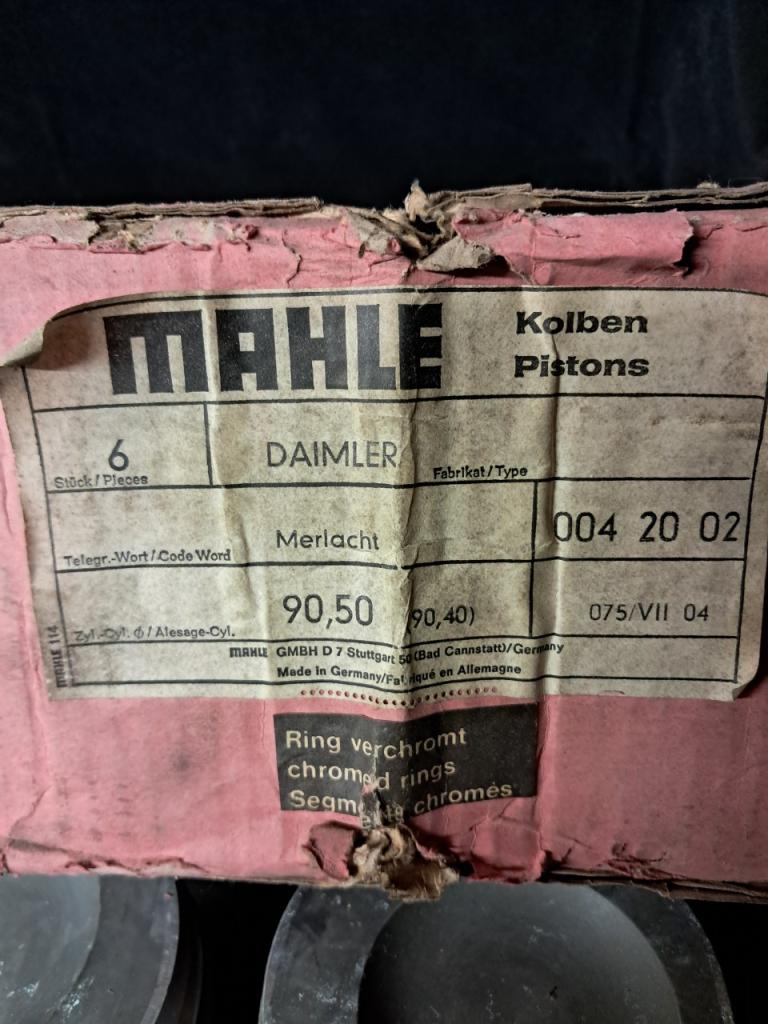 MAHLE Kolben
Pistons
6 DAIMLER
Stück/Pieces Fabrikat/Type
Merlacht 004 20 02
Telegr.-Wort/Code Word
90,50 (90,40) 075/VII 04
Zyl.-Cyl. ϕ/Alesage-Cyl.
MAHLE GMBH D 7 Stuttgart 50 (Bad Cannstatt)/Germany
Made in Germany/Fabriqué en Allemagne
MAHLE 114
Ring verchromt
chromed rings
Segments chromés